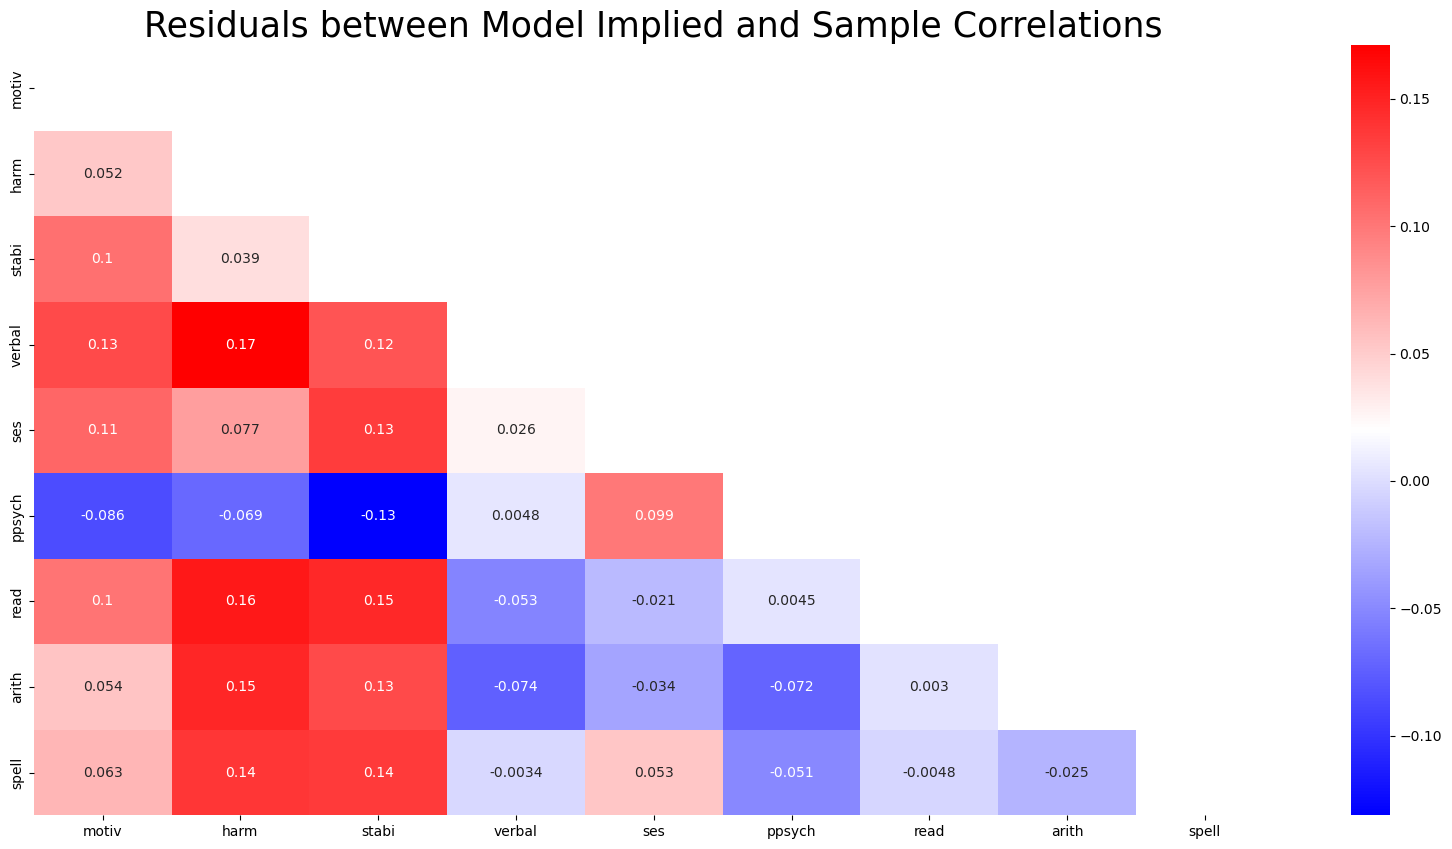 Residuals between Model Implied and Sample Correlations
motiv
harm 0.052
stabi 0.1 0.039
verbal 0.13 0.17 0.12
ses 0.11 0.077 0.13 0.026
ppsych -0.086 -0.069 -0.13 0.0048 0.099
read 0.1 0.16 0.15 -0.053 -0.021 0.0045
arith 0.054 0.15 0.13 -0.074 -0.034 -0.072 0.003
spell 0.063 0.14 0.14 -0.0034 0.053 -0.051 -0.0048 -0.025
motiv harm stabi verbal ses ppsych read arith spell
0.15
0.10
0.05
0.00
−0.05
−0.10